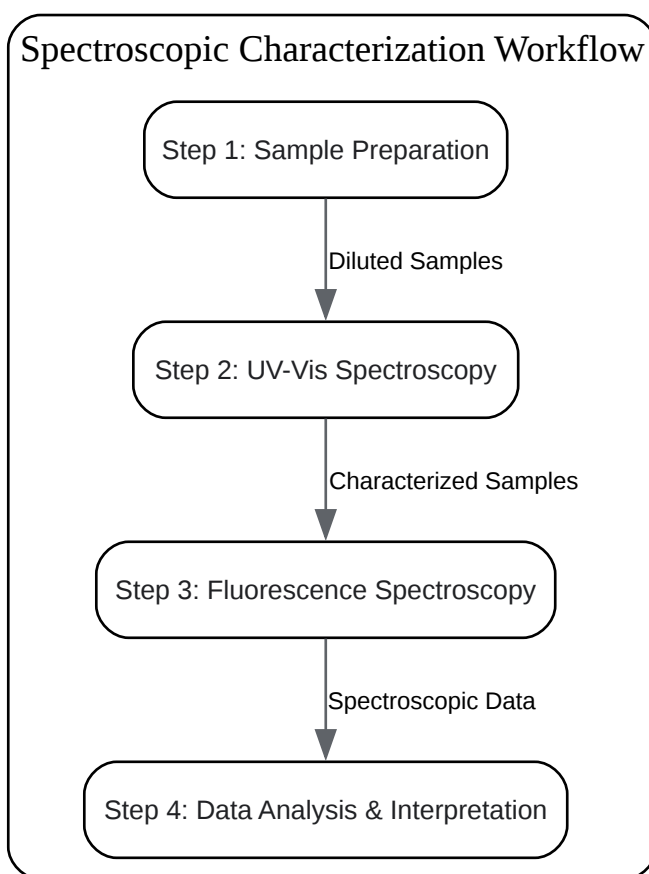 Spectroscopic Characterization Workflow
Step 1: Sample Preparation
Diluted Samples
Step 2: UV-Vis Spectroscopy
Characterized Samples
Step 3: Fluorescence Spectroscopy
Spectroscopic Data
Step 4: Data Analysis & Interpretation